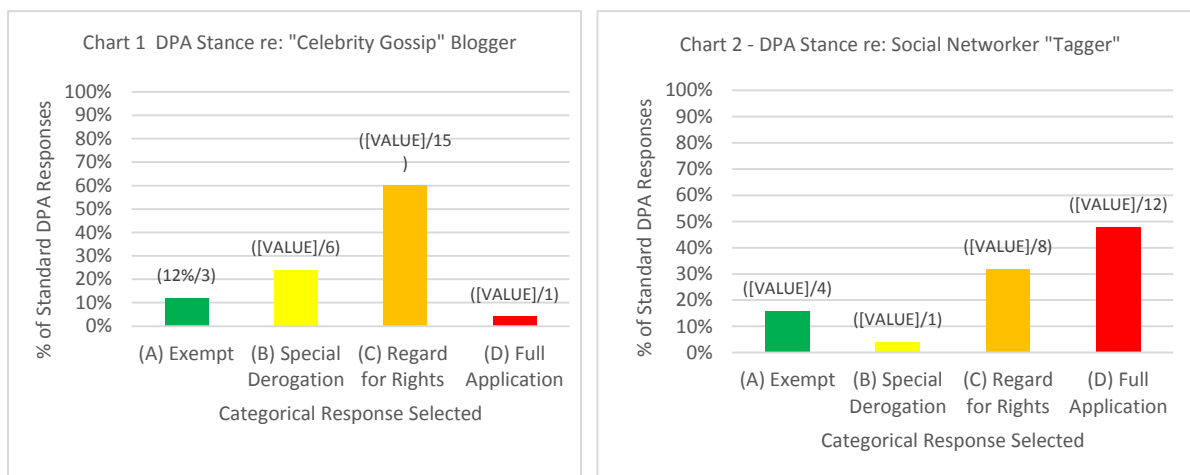 Chart 1  DPA Stance re: "Celebrity Gossip" Blogger
% of Standard DPA Responses
100%
90%
80%
70%
60%
50%
40%
30%
20%
10%
0%
(12%/3)
([VALUE]/6)
([VALUE]/15
)
([VALUE]/1)
(A) Exempt
(B) Special
Derogation
(C) Regard
for Rights
(D) Full
Application
Categorical Response Selected
Chart 2 - DPA Stance re: Social Networker "Tagger"
% of Standard DPA Responses
100%
90%
80%
70%
60%
50%
40%
30%
20%
10%
0%
([VALUE]/4)
([VALUE]/1)
([VALUE]/8)
([VALUE]/12)
(A) Exempt
(B) Special
Derogation
(C) Regard
for Rights
(D) Full
Application
Categorical Response Selected